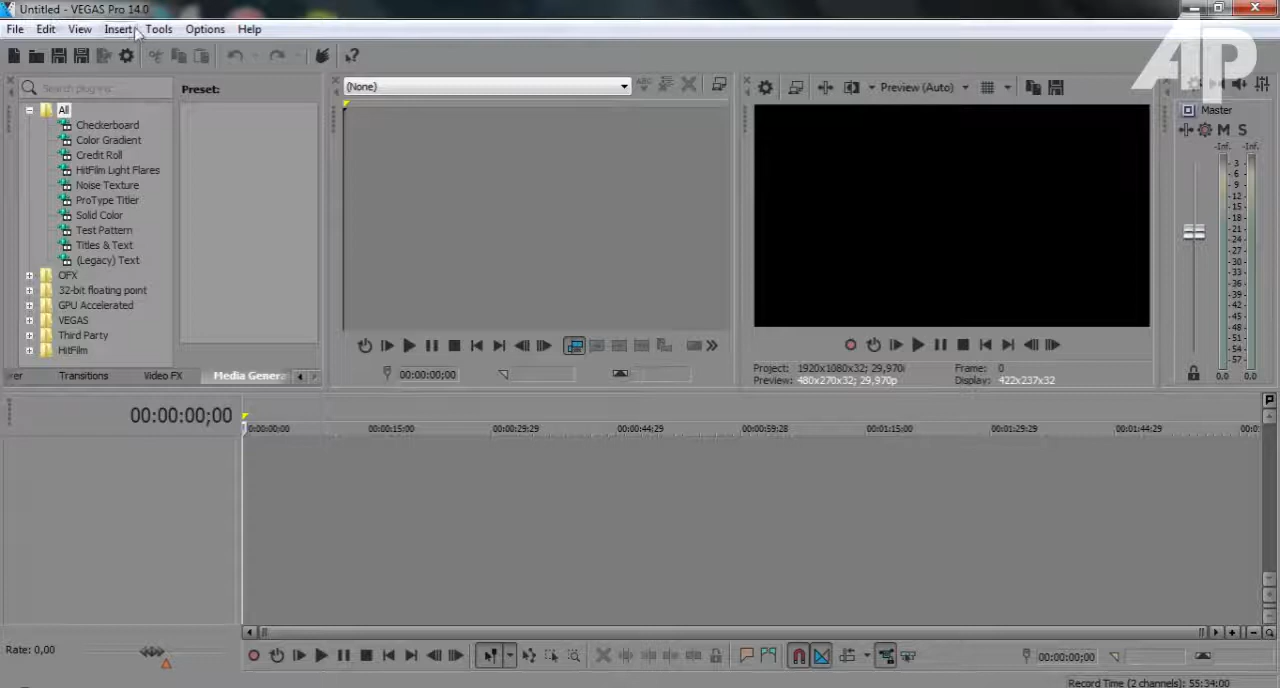 Untitled - VEGAS Pro 14.0
File Edit View Insert Tools Options Help
AP
Search plug-ins
Preset:
(None)
Preview (Auto)
All
Checkerboard
Color Gradient
Credit Roll
HitFilm Light Flares
Noise Texture
ProType Titler
Solid Color
Test Pattern
Titles & Text
(Legacy) Text
OFX
32-bit floating point
GPU Accelerated
VEGAS
Third Party
HitFilm
Master
M S
-Inf. -Inf.
- 3 -
- 6 -
- 9 -
-12-
-15-
-18-
-21-
-24-
-27-
-30-
-33-
-36-
-39-
-42-
-45-
-48-
-51-
-54-
-57-
0.0 0.0
Transitions Video FX Media Genera
00:00:00;00
Project: 1920x1080x32; 29,970i
Preview: 480x270x32; 29,970p
Frame: 0
Display: 422x237x32
00:00:00;00
00:00:15;00 00:00:29;29 00:00:44;29 00:00:59;28 00:01:15;00 00:01:29;29 00:01:44;29
Rate: 0,00
00:00:00;00
Record Time (2 channels): 55:34:00